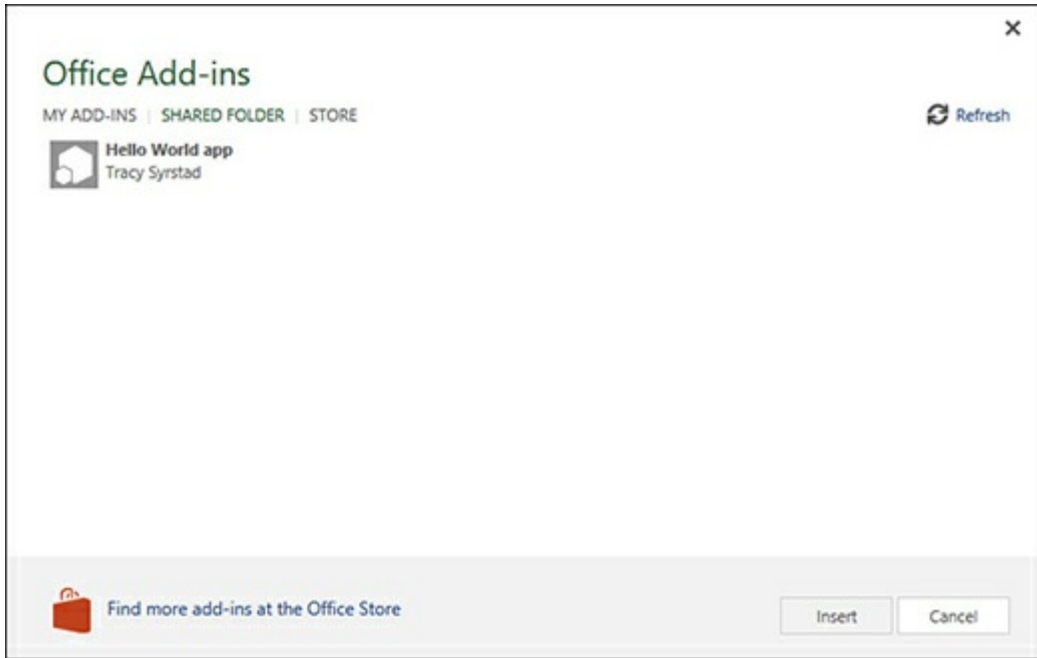 Office Add-ins
MY ADD-INS | SHARED FOLDER | STORE
Refresh
Hello World app
Tracy Syrstad
Find more add-ins at the Office Store
Insert
Cancel